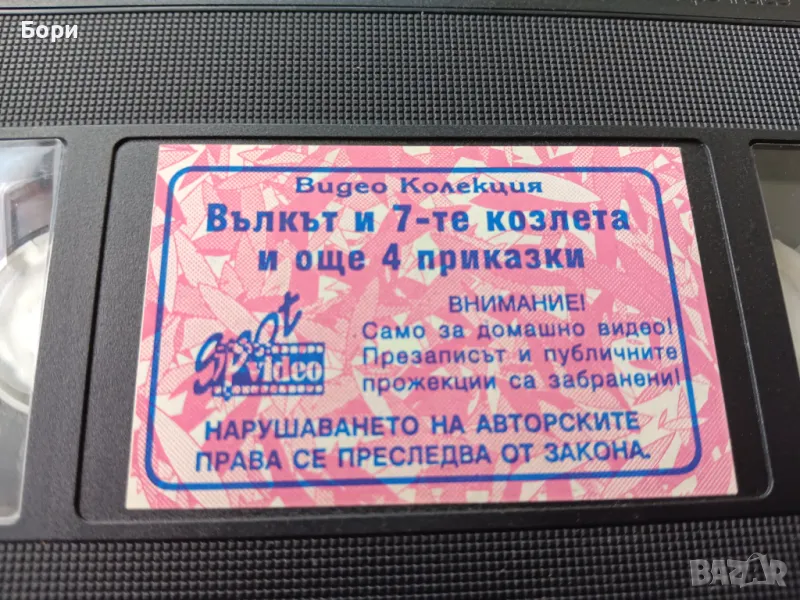 Бори
Видео Колекция
Вълкът и 7-те козлета
и още 4 приказки
spot
video
ВНИМАНИЕ!
Само за домашно видео!
Презаписът и публичните
прожекции са забранени!
НАРУШАВАНЕТО НА АВТОРСКИТЕ
ПРАВА СЕ ПРЕСЛЕДВА ОТ ЗАКОНА.
BAZAR